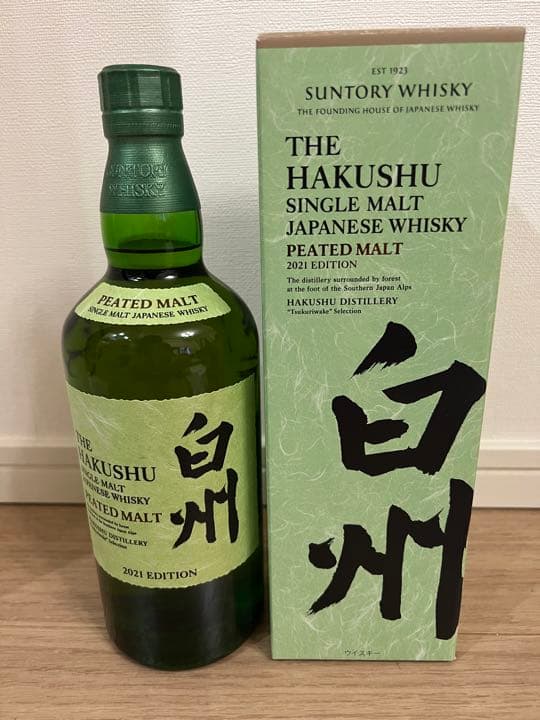 SUNTORY
WHISKY
PEATED MALT
SINGLE MALT JAPANESE WHISKY
THE
HAKUSHU
SINGLE MALT
JAPANESE WHISKY
PEATED MALT
HAKUSHU DISTILLERY
Selection
白州
2021 EDITION
EST 1923
SUNTORY WHISKY
THE FOUNDING HOUSE OF JAPANESE WHISKY
THE
HAKUSHU
SINGLE MALT
JAPANESE WHISKY
PEATED MALT
2021 EDITION
The distillery surrounded by forest
at the foot of the Southern Japan Alps
HAKUSHU DISTILLERY
"Tsukuriwake" Selection
白州
ウイスキー